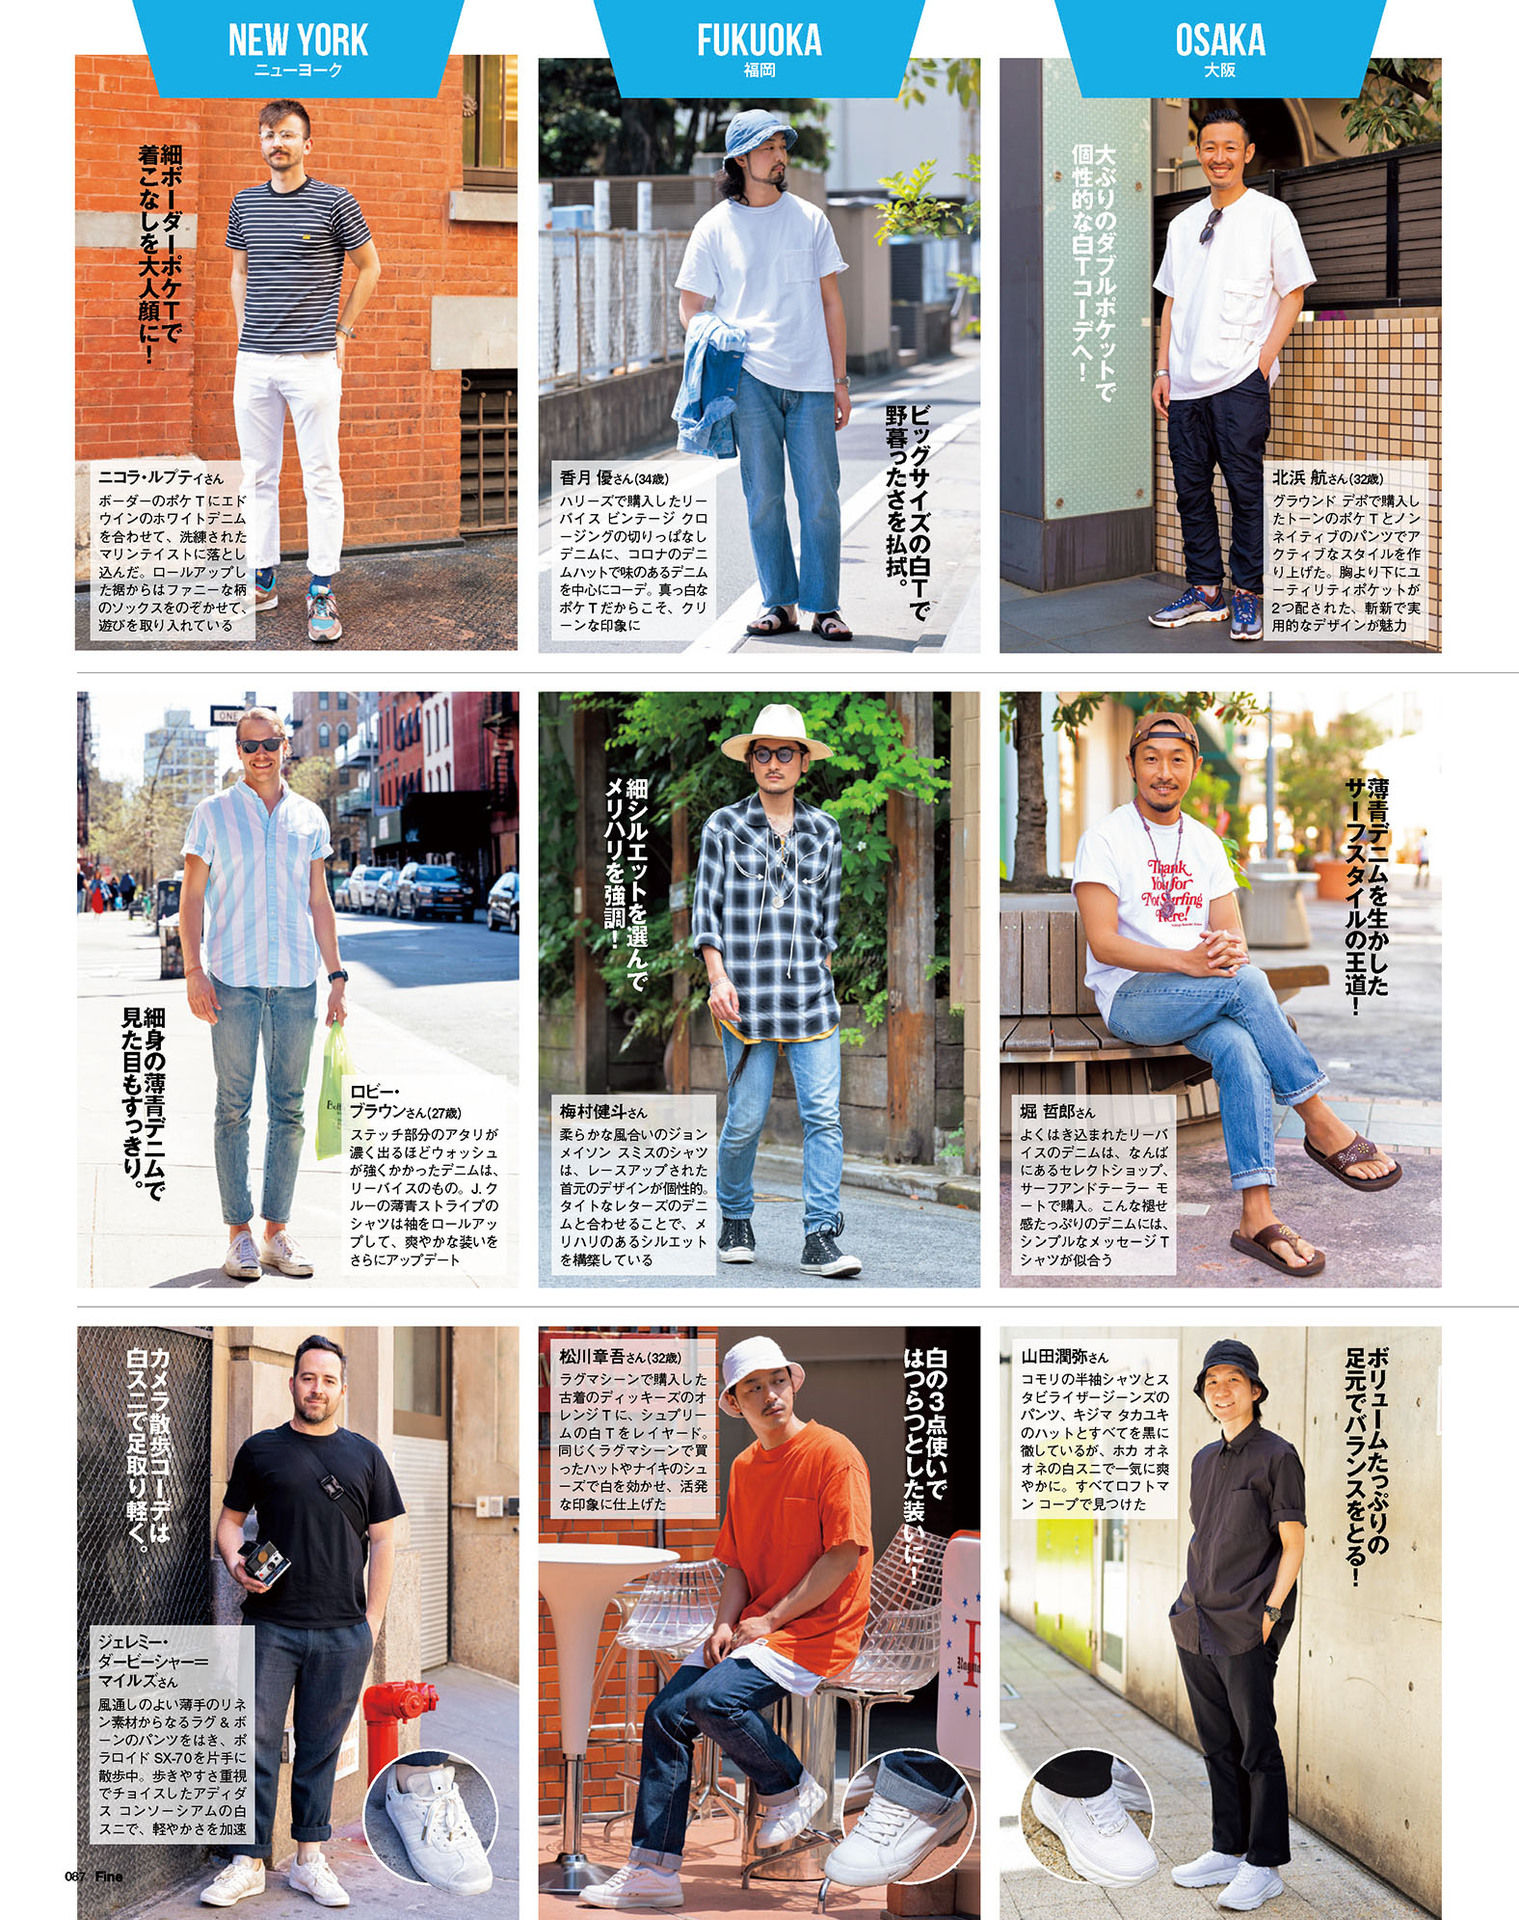 NEW YORK
ニューヨーク
FUKUOKA
福岡
OSAKA
大阪
細ボーダーポケTで
着こなしを大人顔に！
ニコラ・ルプティさん
ボーダーのポケTにエド
ウインのホワイトデニム
を合わせて、洗練された
マリンテイストに落とし
込んだ。ロールアップし
た裾からはファニーな柄
のソックスをのぞかせて、
遊びを取り入れている
ビッグサイズの白Tで
野暮ったさを払拭。
香月 優さん(34歳)
ハリーズで購入したリー
バイス ビンテージ クロ
ージングの切りっぱなし
デニムに、コロナのデニ
ムハットで味のあるデニム
を中心にコーデ。真っ白な
ポケTだからこそ、クリ
ーンな印象に
大ぶりのダブルポケットで
個性的な白Tコーデへ！
北浜 航さん(32歳)
グラウンド デポで購入し
たトーンのポケTとノン
ネイティブのパンツでア
クティブなスタイルを作
り上げた。胸より下にユ
ーティリティポケットが
2つ配された、斬新で実
用的なデザインが魅力
ONE
細身の薄青デニムで
見た目もすっきり。
ロビー・
ブラウンさん(27歳)
ステッチ部分のアタリが
濃く出るほどウォッシュ
が強くかかったデニムは、
リーバイスのもの。J.ク
ルーの薄青ストライプの
シャツは袖をロールアッ
プして、爽やかな装いを
さらにアップデート
細シルエットを選んで
メリハリを強調！
梅村健斗さん
柔らかな風合いのジョン
メイソン スミスのシャツ
は、レースアップされた
首元のデザインが個性的。
タイトなレターズのデニ
ムと合わせることで、メ
リハリのあるシルエット
を構築している
薄青デニムを生かした
サーフスタイルの王道！
Thank
You for
Not Surfing
Here!
堀 哲郎さん
よくはき込まれたリーバ
イスのデニムは、なんば
にあるセレクトショップ、
サーフアンドテーラー モ
ートで購入。こんな褪せ
感たっぷりのデニムには、
シンプルなメッセージT
シャツが似合う
カメラ散歩コーデは
白スニで足取り軽く。
ジェレミー・
ダービーシャー＝
マイルズさん
風通しのよい薄手のリネ
ン素材からなるラグ & ボ
ーンのパンツをはき、ポ
ラロイド SX-70を片手に
散歩中。歩きやすさ重視
でチョイスしたアディダ
ス コンソーシアムの白
スニで、軽やかさを加速
松川章吾さん(32歳)
ラグマシーンで購入した
古着のディッキーズのオ
レンジTに、シュプリー
ムの白Tをレイヤード。
同じくラグマシーンで買
ったハットやナイキのシュ
ーズで白を効かせ、活発
な印象に仕上げた
白の3点使いで
はつらつとした装いに！
山田潤弥さん
コモリの半袖シャツとス
タビライザージーンズの
パンツ、キジマ タカユキ
のハットとすべてを黒に
徹しているが、ホカ オネ
オネの白スニで一気に爽
やかに。すべてロフトマ
ン コープで見つけた
ボリュームたっぷりの
足元でバランスをとる！
087 Fine